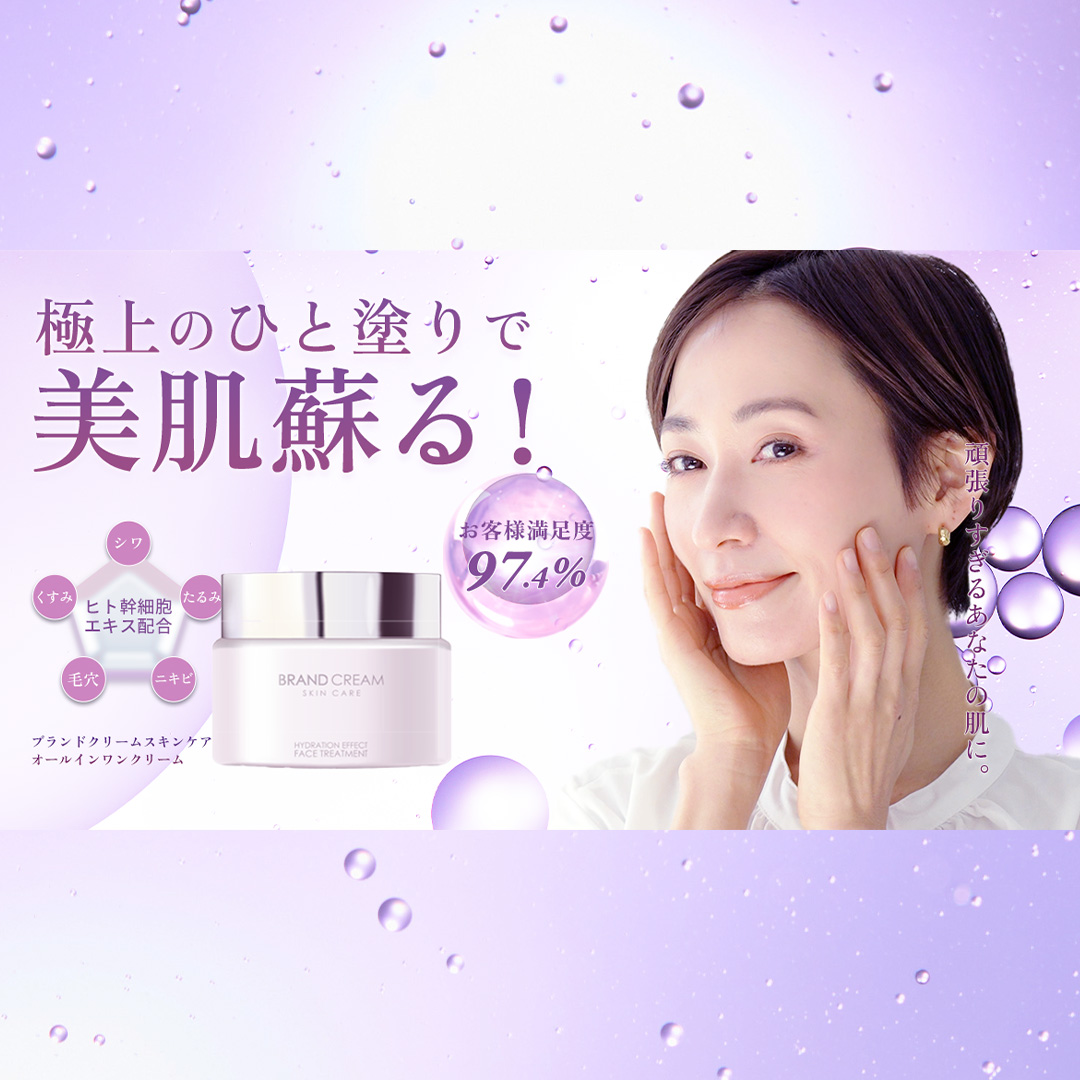 極上のひと塗りで
美肌蘇る!
お客様満足度
97.4%
シワ
くすみ
たるみ
ヒト幹細胞
エキス配合
毛穴
ニキビ
BRAND CREAM
SKIN CARE
HYDRATION EFFECT
FACE TREATMENT
ブランドクリームスキンケア
オールインワンクリーム
頑張りすぎるあなたの肌に。